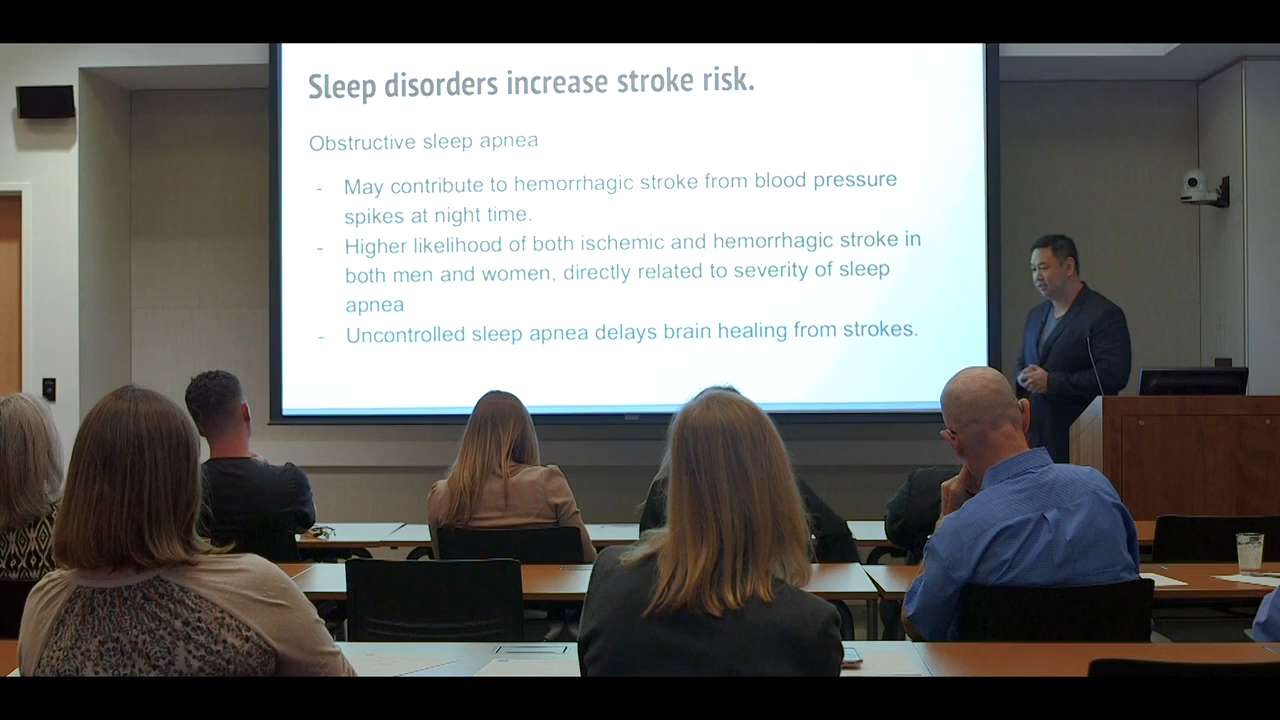 Sleep disorders increase stroke risk.
Obstructive sleep apnea
- May contribute to hemorrhagic stroke from blood pressure
spikes at night time.
- Higher likelihood of both ischemic and hemorrhagic stroke in
both men and women, directly related to severity of sleep
apnea
- Uncontrolled sleep apnea delays brain healing from strokes.